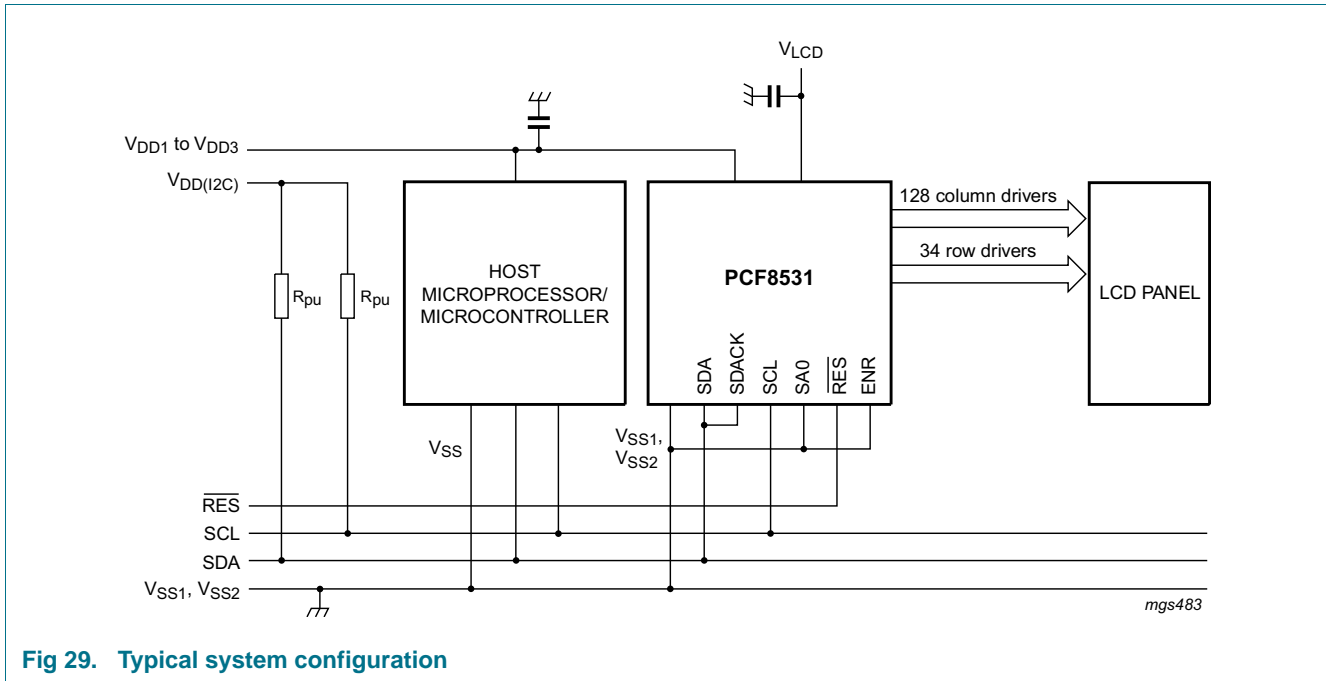 VLCD
VDD1 to VDD3
VDD(I2C)
128 column drivers
34 row drivers
Rpu
Rpu
HOST
MICROPROCESSOR/
MICROCONTROLLER
PCF8531
LCD PANEL
SDA
SDACK
SCL
SA0
RES
ENR
VSS
VSS1,
VSS2
RES
SCL
SDA
VSS1, VSS2
mgs483
Fig 29. Typical system configuration